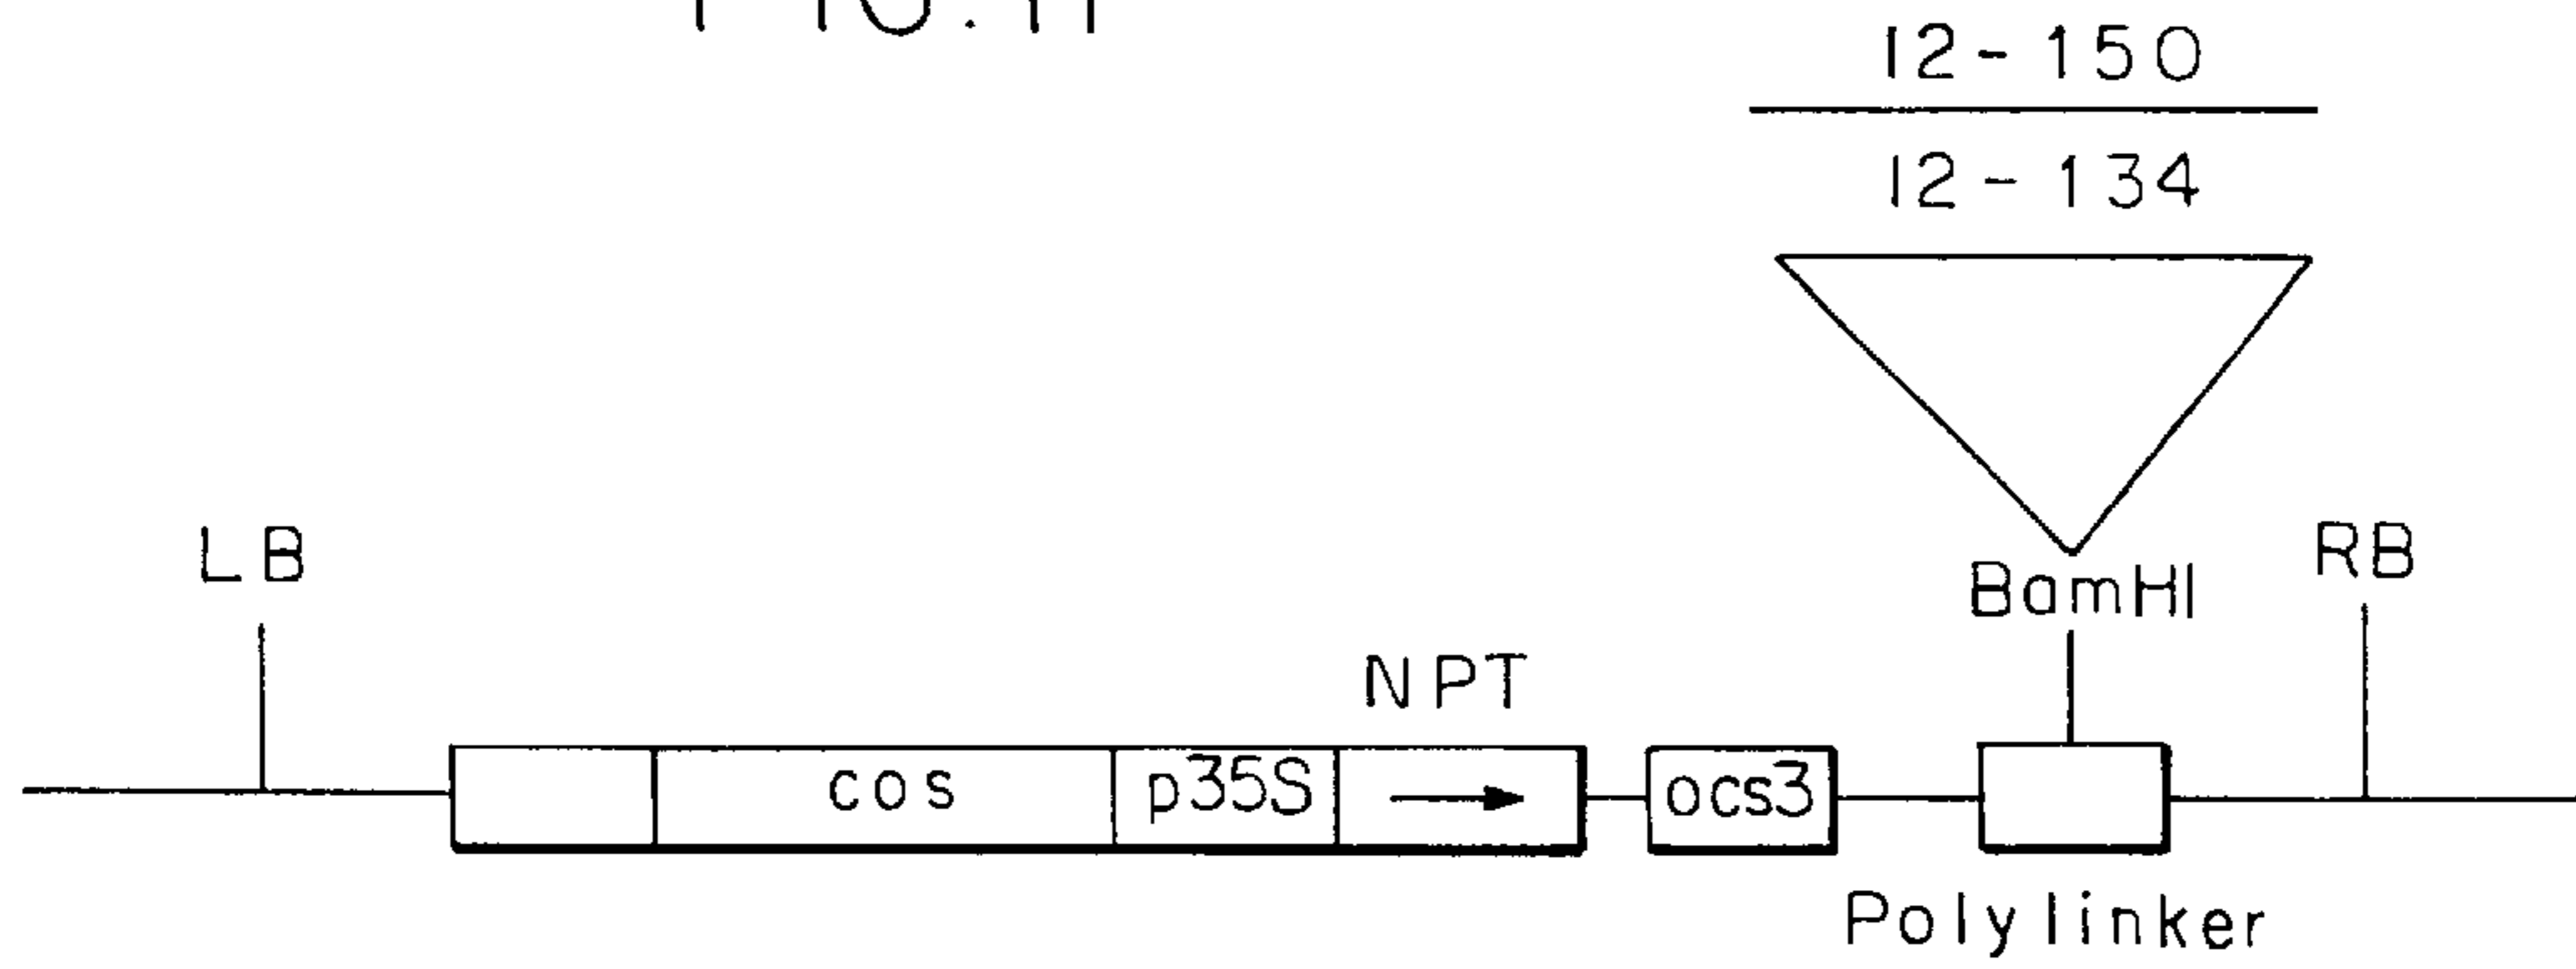 12-150
12-134
LB
BamHI
RB
NPT
cos
p35S
ocs3
Polylinker